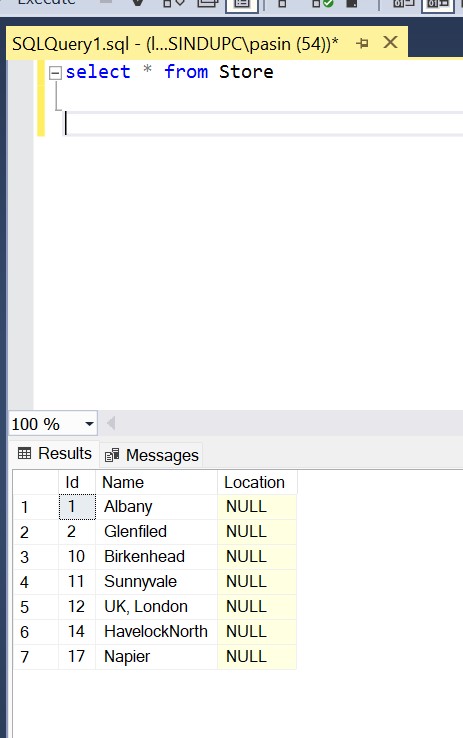 Execute
SQLQuery1.sql - (l...SINDUPC\pasin (54))*
select * from Store
100 %
Results Messages
Id Name Location
1 1 Albany NULL
2 2 Glenfiled NULL
3 10 Birkenhead NULL
4 11 Sunnyvale NULL
5 12 UK, London NULL
6 14 HavelockNorth NULL
7 17 Napier NULL